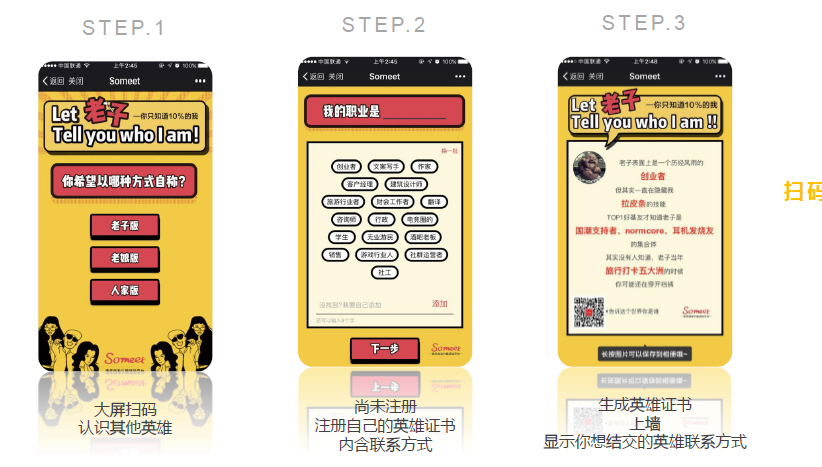 STEP.1
中国联通
上午2:45
100%
返回 关闭
Someet
Let 老子
—你只知道10%的我
Tell you who I am!
你希望以哪种方式自称?
老子版
老娘版
人家版
Someet
大屏扫码
认识其他英雄
STEP.2
中国联通
上午2:45
100%
返回 关闭
Someet
我的职业是
换一批
创业者 文案写手 作家
客户经理 建筑设计师
旅游行业者 财会工作者 翻译
咨询师 行政 电竞圈的
学生 无业游民 酒吧老板
销售 游戏行业人 社群运营者
社工
没找到?我要自己添加
添加
下一步
Someet
尚未注册
注册自己的英雄证书
内含联系方式
STEP.3
中国联通
上午2:48
100%
返回 关闭
Someet
Let 老子
—你只知道10%的我
Tell you who I am !!
老子表面上是一个历经风雨的
创业者
但其实一直在隐藏我
拉皮条的技能
TOP1好基友才知道老子是
国潮支持者、normcore、耳机发烧友
的集合体
其实没有人知道，老子当年
旅行打卡五大洲的时候
你可能还在穿开裆裤
告诉这个世界你是谁
Someet
长按图片可以保存到相册哦~
生成英雄证书
上墙
显示你想结交的英雄联系方式
扫码